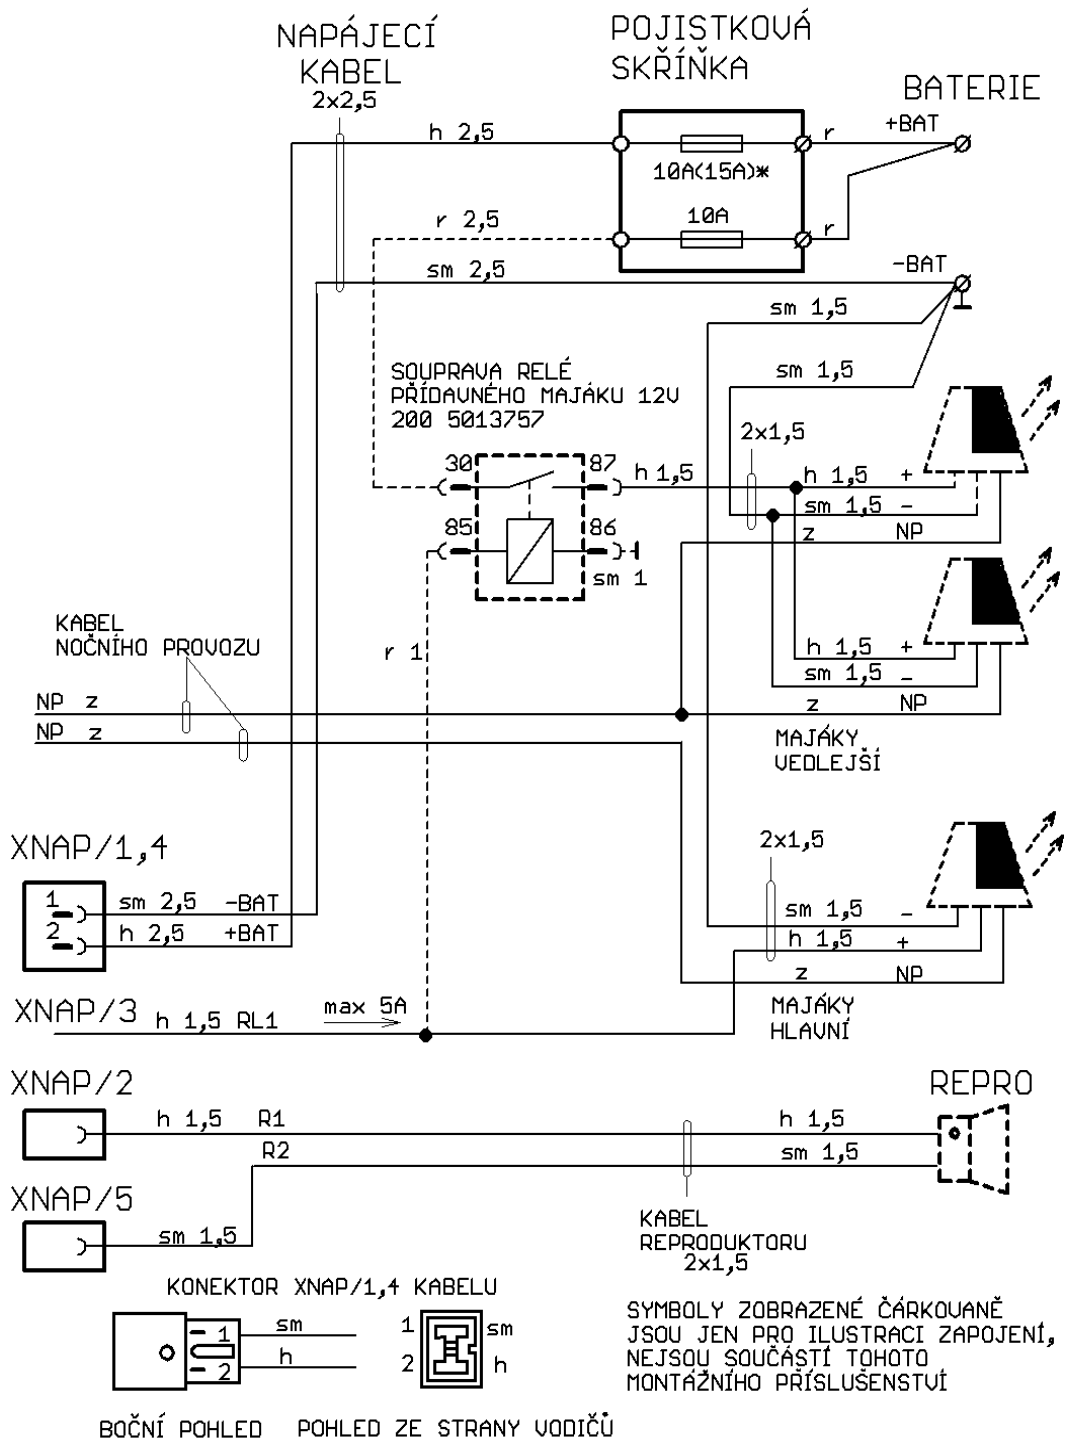 NAPÁJECÍ
KABEL
2x2,5
POJISTKOVÁ
SKŘÍŇKA
BATERIE
h 2,5
r
+BAT
10A(15A)*
r 2,5
10A
r
sm 2,5
-BAT
sm 1,5
SOUPRAVA RELÉ
PŘÍDAVNÉHO MAJÁKU 12V
200 5013757
sm 1,5
2x1,5
30
87
h 1,5
h 1,5 +
sm 1,5 -
85
86
z NP
sm 1
KABEL
NOČNÍHO PROVOZU
r 1
h 1,5 +
sm 1,5 -
NP z
z NP
NP z
MAJÁKY
VEDLEJŠÍ
XNAP/1,4
2x1,5
1
sm 2,5 -BAT
sm 1,5 -
2
h 2,5 +BAT
h 1,5 +
z NP
XNAP/3
h 1,5 RL1
max 5A
MAJÁKY
HLAVNÍ
XNAP/2
REPRO
h 1,5 R1
h 1,5
R2
sm 1,5
XNAP/5
sm 1,5
KABEL
REPRODUKTORU
2x1,5
KONEKTOR XNAP/1,4 KABELU
1
sm
2
h
1
sm
2
h
SYMBOLY ZOBRAZENÉ ČÁRKOVANĚ
JSOU JEN PRO ILUSTRACI ZAPOJENÍ,
NEJSOU SOUČÁSTÍ TOHOTO
MONTÁŽNÍHO PŘÍSLUŠENSTVÍ
BOČNÍ POHLED
POHLED ZE STRANY VODIČŮ